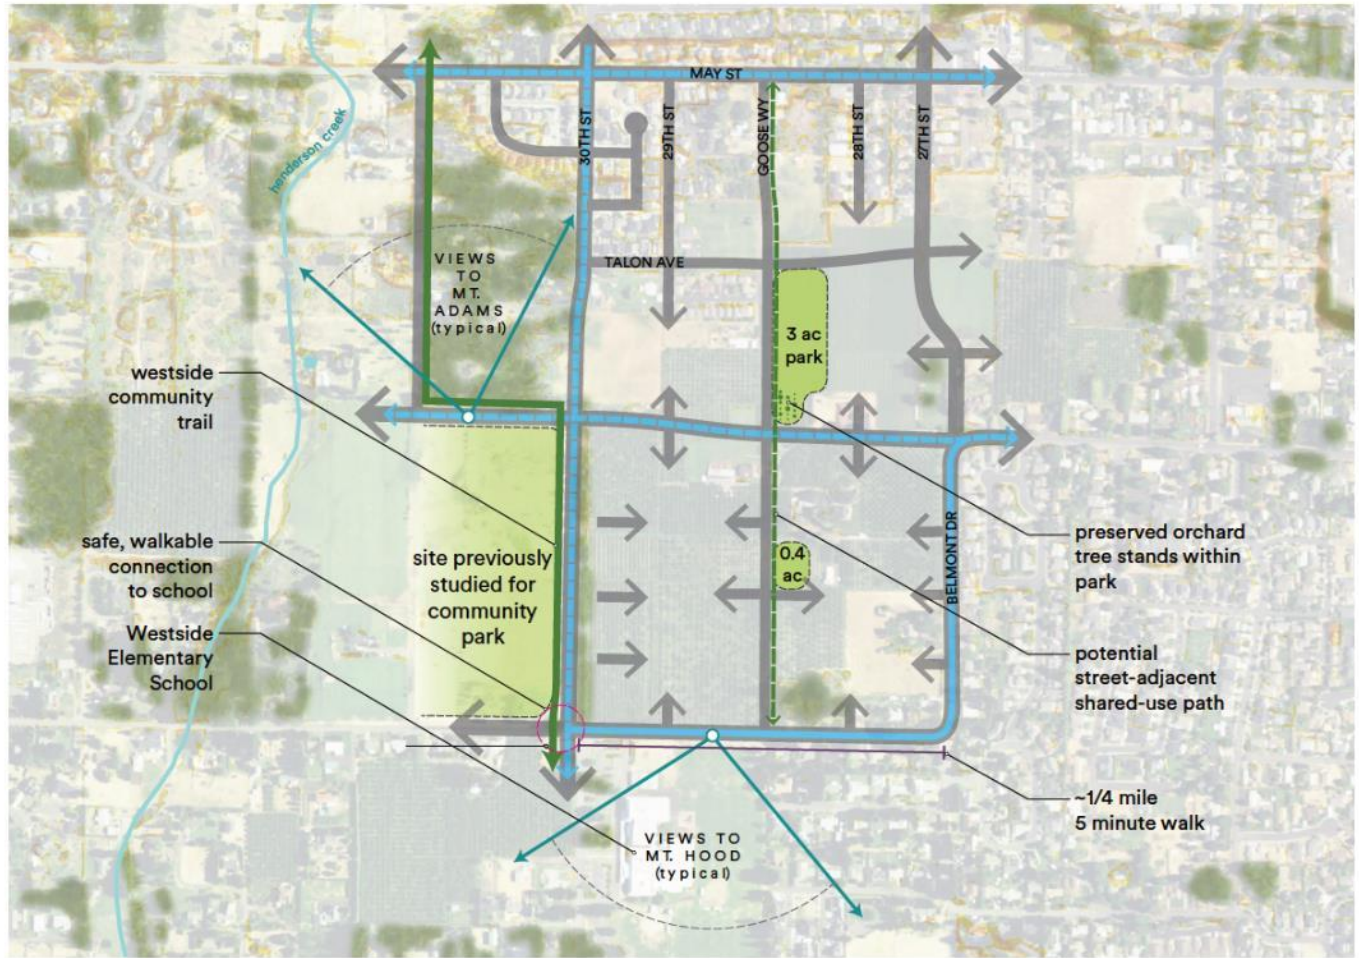 MAY ST
30TH ST
29TH ST
GOOSE WY
28TH ST
27TH ST
henderson creek
VIEWS
TO
MT.
ADAMS
(typical)
TALON AVE
3 ac
park
westside
community
trail
safe, walkable
connection
to school
Westside
Elementary
School
site previously
studied for
community
park
0.4
ac
BELMONT DR
preserved orchard
tree stands within
park
potential
street-adjacent
shared-use path
~1/4 mile
5 minute walk
VIEWS TO
MT. HOOD
(typical)